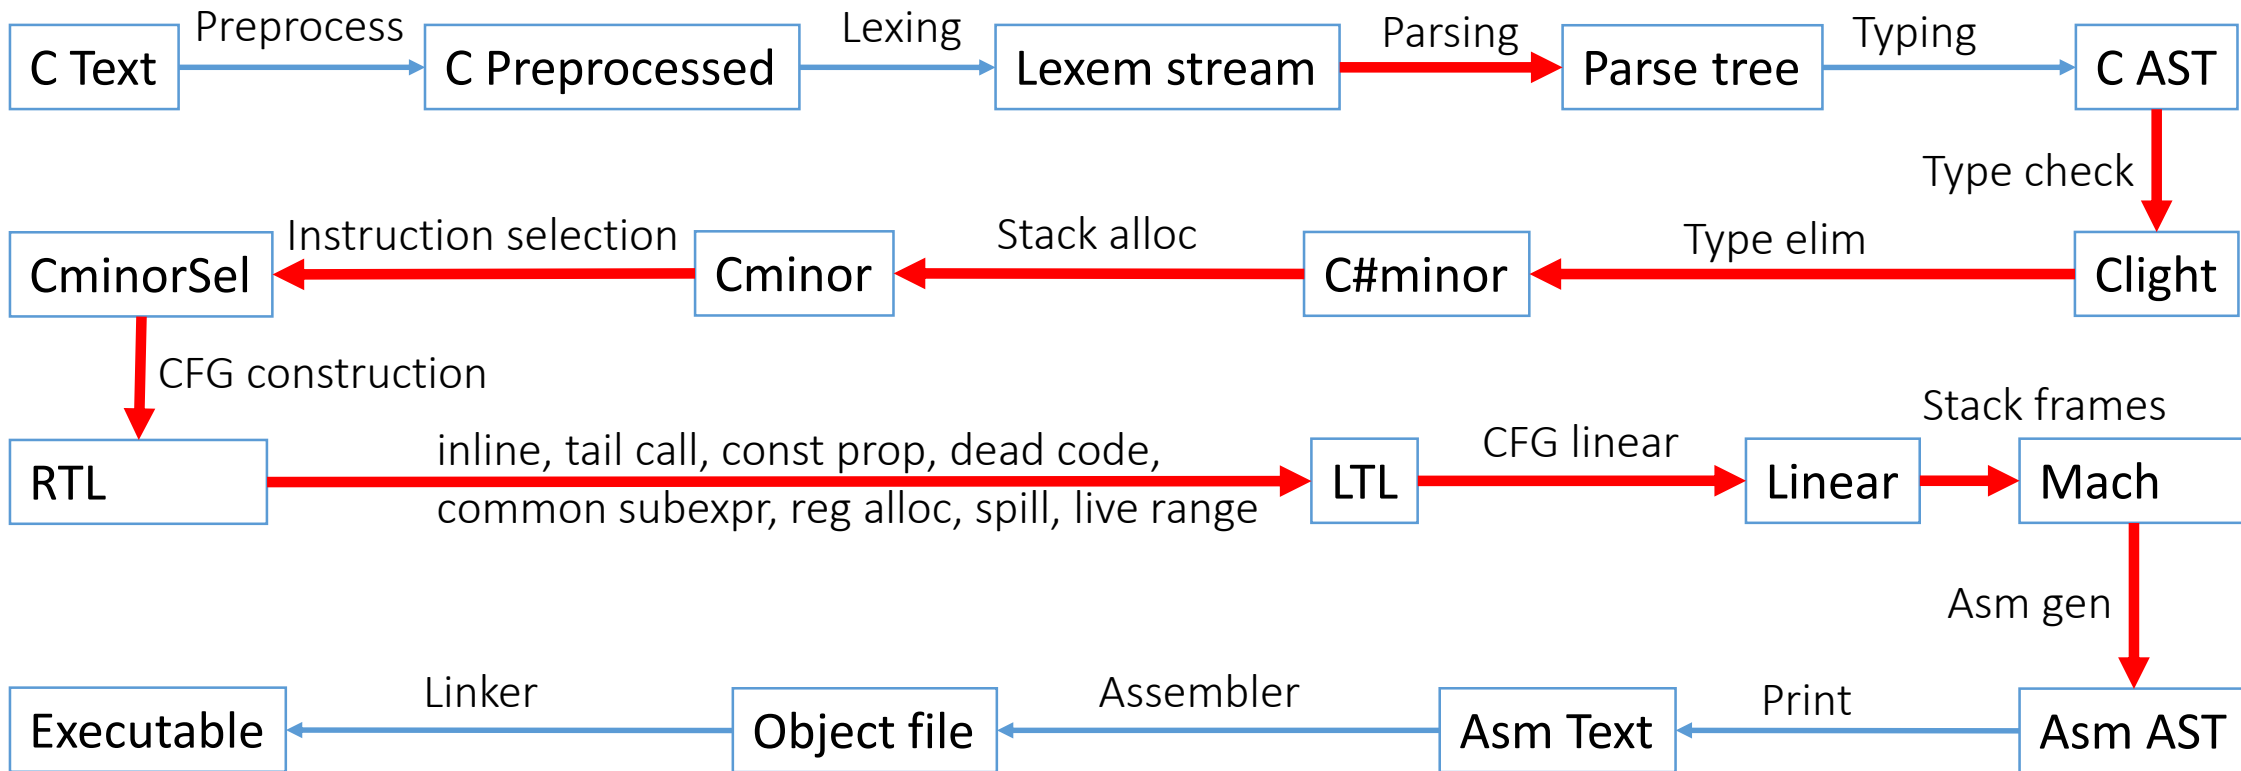 Preprocess
Lexing
Parsing
Typing
C Text
C Preprocessed
Lexem stream
Parse tree
C AST
Type check
Instruction selection
Stack alloc
Type elim
CminorSel
Cminor
C#minor
Clight
CFG construction
Stack frames
inline, tail call, const prop, dead code,
common subexpr, reg alloc, spill, live range
CFG linear
RTL
LTL
Linear
Mach
Asm gen
Linker
Assembler
Print
Executable
Object file
Asm Text
Asm AST